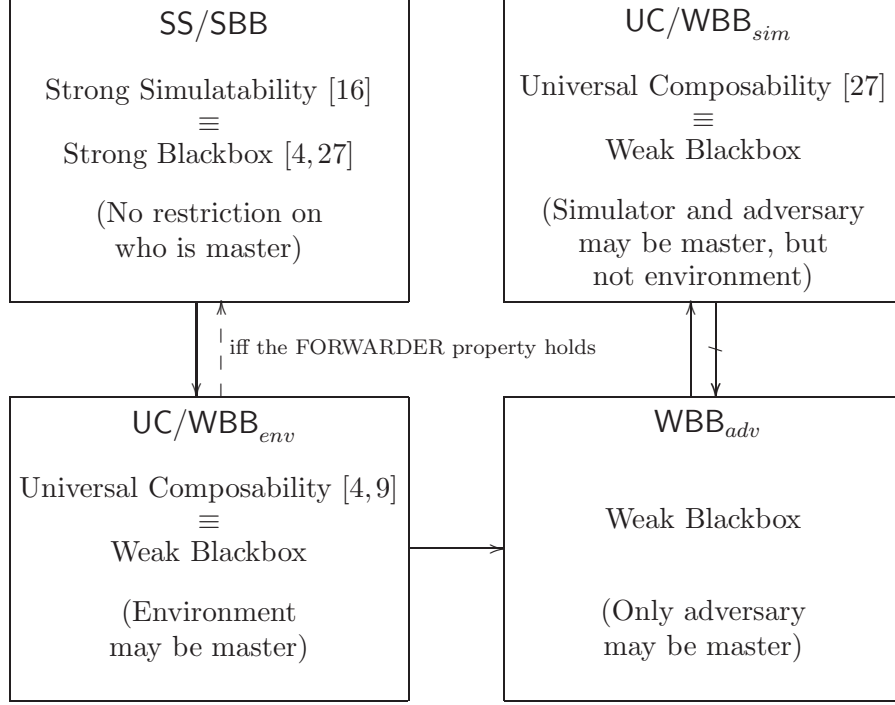 SS/SBB
Strong Simulatability [16]
≡
Strong Blackbox [4, 27]
(No restriction on
who is master)
UC/WBB_sim
Universal Composability [27]
≡
Weak Blackbox
(Simulator and adversary
may be master, but
not environment)
iff the FORWARDER property holds
UC/WBB_env
Universal Composability [4, 9]
≡
Weak Blackbox
(Environment
may be master)
WBB_adv
Weak Blackbox
(Only adversary
may be master)